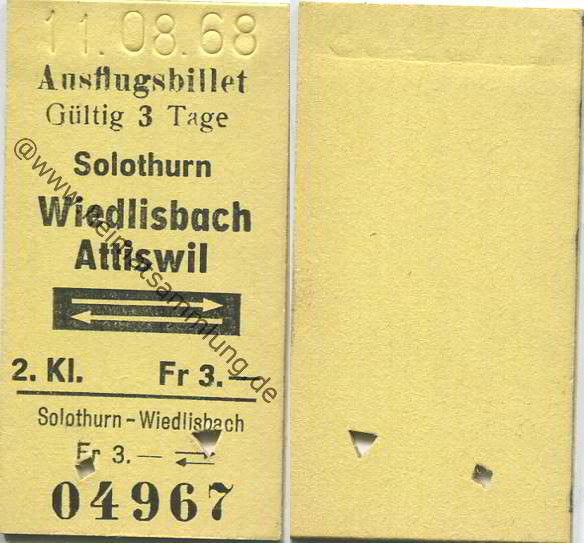 11.08.68
Ausflugsbillet
Gültig 3 Tage
Solothurn
Wiedlisbach
Attiswil
2. Kl. Fr 3.—
Solothurn - Wiedlisbach
Fr 3.—
04967
@www.heimatsammlung.de